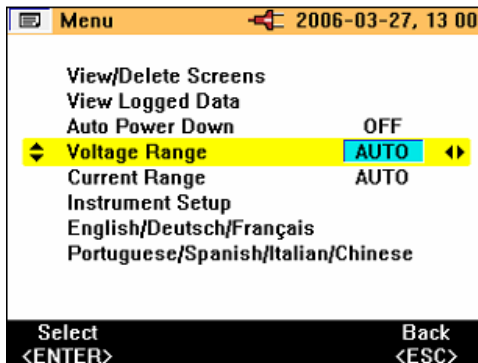 Menu 2006-03-27, 13 00
View/Delete Screens
View Logged Data
Auto Power Down OFF
Voltage Range AUTO
Current Range AUTO
Instrument Setup
English/Deutsch/Français
Portuguese/Spanish/Italian/Chinese
Select Back
<ENTER> <ESC>